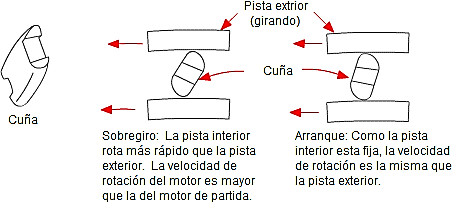 Pista extrior
(girando)
Cuña
Cuña
Sobregiro: La pista interior
rota más rápido que la pista
exterior. La velocidad de
rotación del motor es mayor
que la del motor de partida.
Arranque: Como la pista
interior esta fija, la velocidad
de rotación es la misma que
la pista exterior.